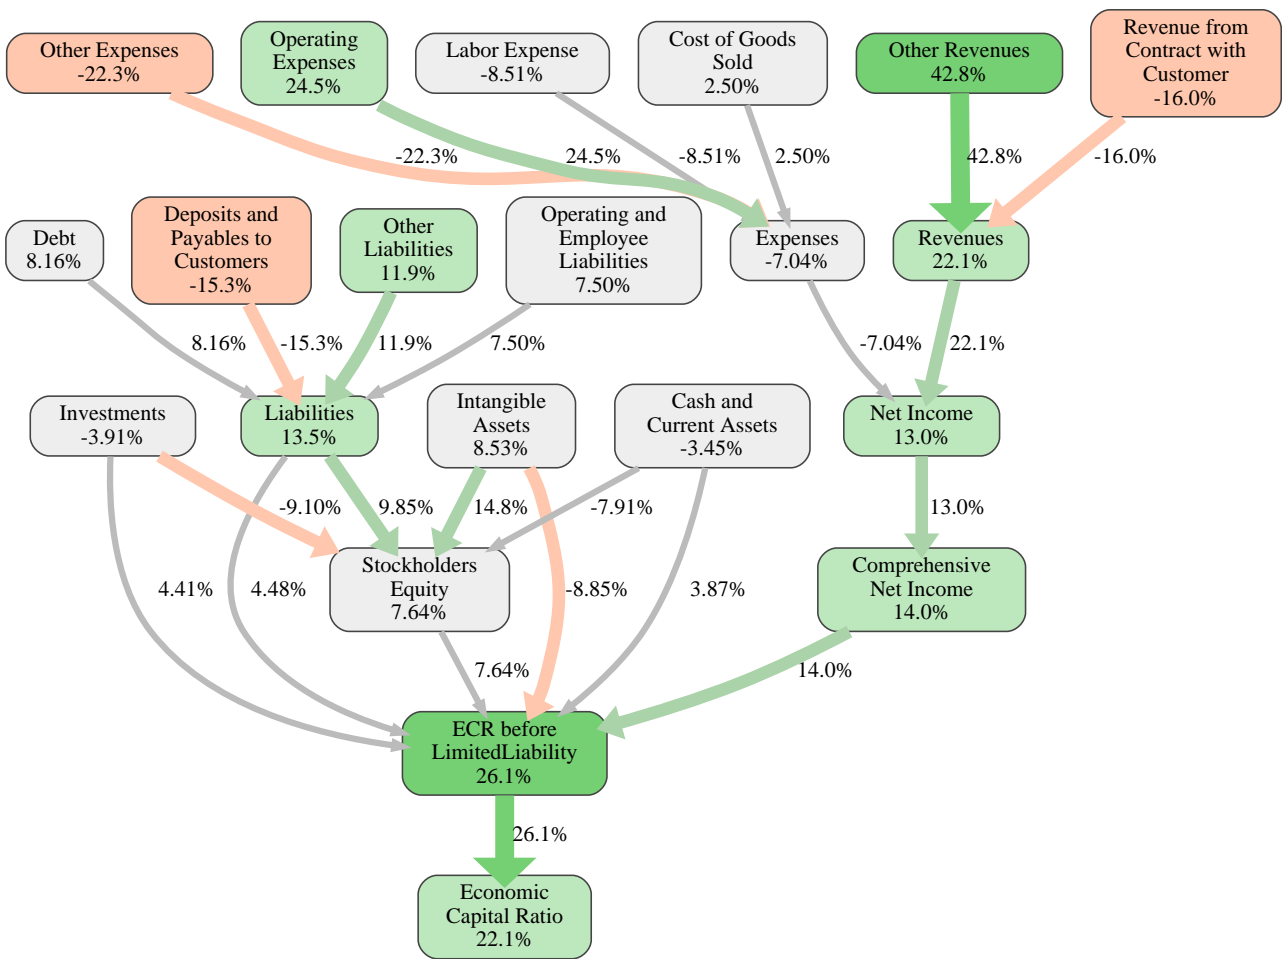 Other Expenses
-22.3%
Operating
Expenses
24.5%
Labor Expense
-8.51%
Cost of Goods
Sold
2.50%
Other Revenues
42.8%
Revenue from
Contract with
Customer
-16.0%
-22.3%
24.5%
-8.51%
2.50%
42.8%
-16.0%
Debt
8.16%
Deposits and
Payables to
Customers
-15.3%
Other
Liabilities
11.9%
Operating and
Employee
Liabilities
7.50%
Expenses
-7.04%
Revenues
22.1%
8.16%
-15.3%
11.9%
7.50%
-7.04%
22.1%
Investments
-3.91%
Liabilities
13.5%
Intangible
Assets
8.53%
Cash and
Current Assets
-3.45%
Net Income
13.0%
-9.10%
9.85%
14.8%
-7.91%
13.0%
Stockholders
Equity
7.64%
Comprehensive
Net Income
14.0%
4.41%
4.48%
-8.85%
3.87%
7.64%
14.0%
ECR before
LimitedLiability
26.1%
26.1%
Economic
Capital Ratio
22.1%